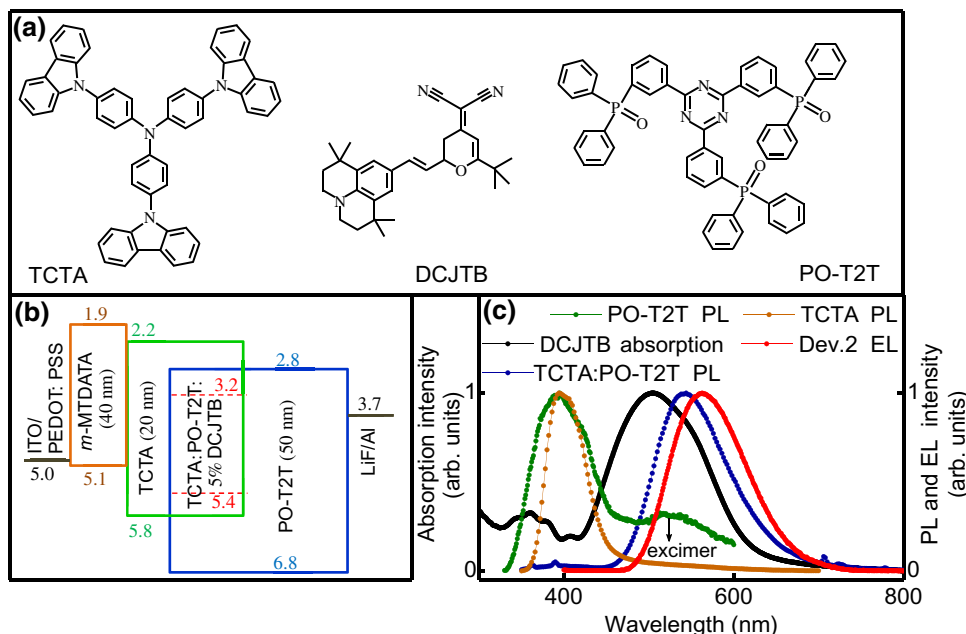 (a)
N
N
N
N
TCTA
N
N
N
O
DCJTB
N
N
N
P
O
P
O
P
O
PO-T2T
(b)
1.9
2.2
2.8
3.2
3.7
ITO/
PEDOT: PSS
m-MTDATA
(40 nm)
TCTA (20 nm)
TCTA:PO-T2T:
5% DCJTB
PO-T2T (50 nm)
LiF/Al
5.0
5.1
5.4
5.8
6.8
(c)
PO-T2T PL
TCTA PL
DCJTB absorption
Dev.2 EL
TCTA:PO-T2T PL
Absorption intensity
(arb. units)
PL and EL intensity
(arb. units)
1
1
excimer
0
0
400
600
800
Wavelength (nm)